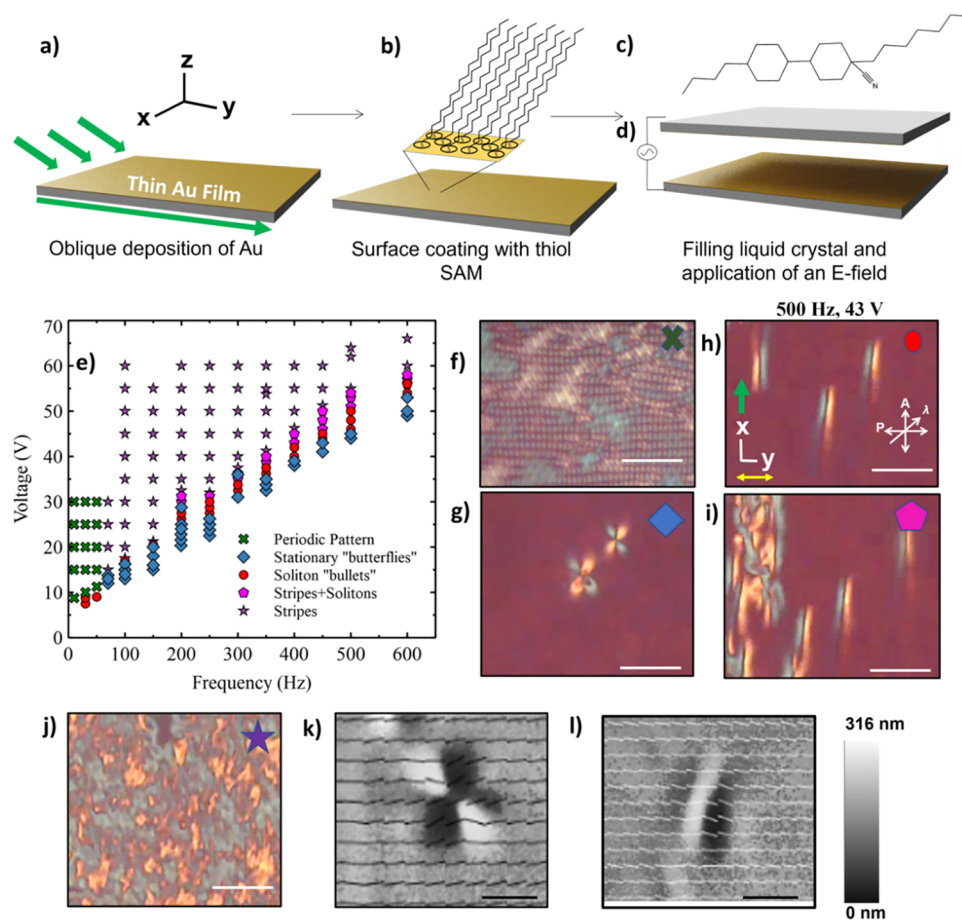 a)
z
x
y
Thin Au Film
Oblique deposition of Au
b)
Surface coating with thiol
SAM
c)
N
d)
Filling liquid crystal and
application of an E-field
e)
Voltage (V)
70
60
50
40
30
20
10
0
0 100 200 300 400 500 600
Frequency (Hz)
Periodic Pattern
Stationary "butterflies"
Soliton "bullets"
Stripes+Solitons
Stripes
f)
g)
500 Hz, 43 V
h)
x
y
A
P
λ
i)
j)
k)
l)
316 nm
0 nm